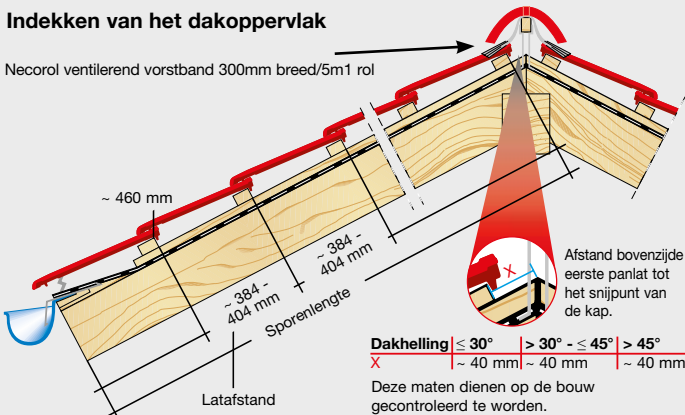 Indekken van het dakoppervlak
Necorol ventilerend vorstband 300mm breed/5m1 rol
~ 460 mm
~ 384 -
404 mm
~ 384 -
404 mm
Sporenlengte
Latafstand
X
Afstand bovenzijde
eerste panlat tot
het snijpunt van
de kap.
Dakhelling ≤ 30° > 30° - ≤ 45° > 45°
X ~ 40 mm ~ 40 mm ~ 40 mm
Deze maten dienen op de bouw
gecontroleerd te worden.